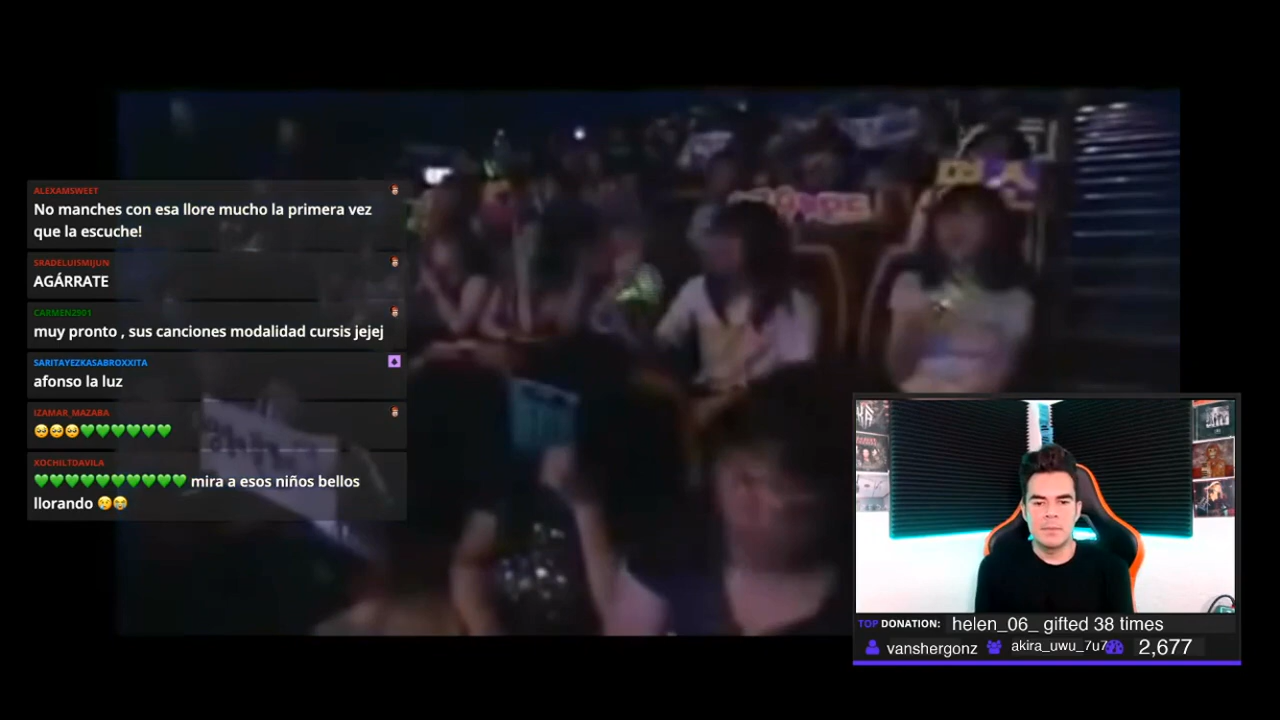 ALEXAMSWEET
No manches con esa llore mucho la primera vez
que la escuche!
SRADELUISMIJUN
AGÁRRATE
CARMEN2901
muy pronto , sus canciones modalidad cursis jejej
SARITAYEZKASABROXXITA
afonso la luz
IZAMAR_MAZABA
🥺🥺🥺💚💚💚💚💚💚
XOCHILTDAVILA
💚💚💚💚💚💚💚💚💚💚 mira a esos niños bellos
llorando 😢😭
TOP DONATION: helen_06_ gifted 38 times
vanshergonz akira_uwu_7u7 2,677